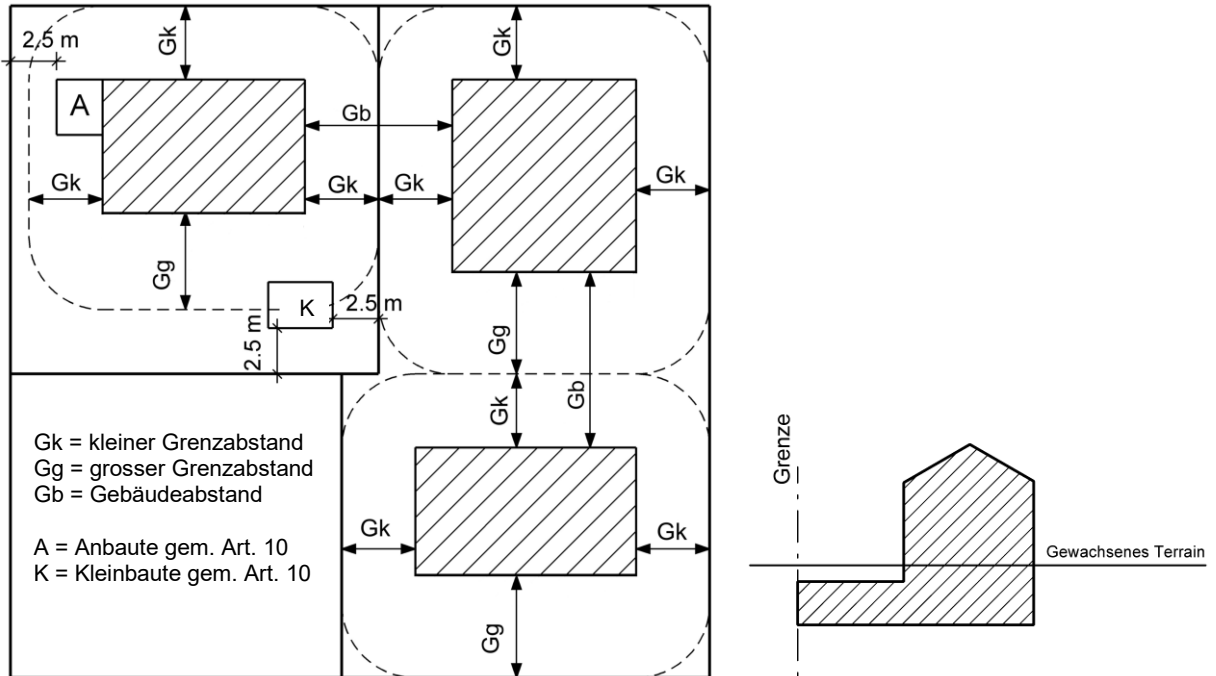 Gk
Gk
2.5 m
A
Gb
Gk
Gk
Gk
Gk
Gg
K
2.5 m
2.5 m
Gg
Gk
Gb
Gk = kleiner Grenzabstand
Gg = grosser Grenzabstand
Gb = Gebäudeabstand
A = Anbaute gem. Art. 10
K = Kleinbaute gem. Art. 10
Gk
Gk
Gg
Grenze
Gewachsenes Terrain